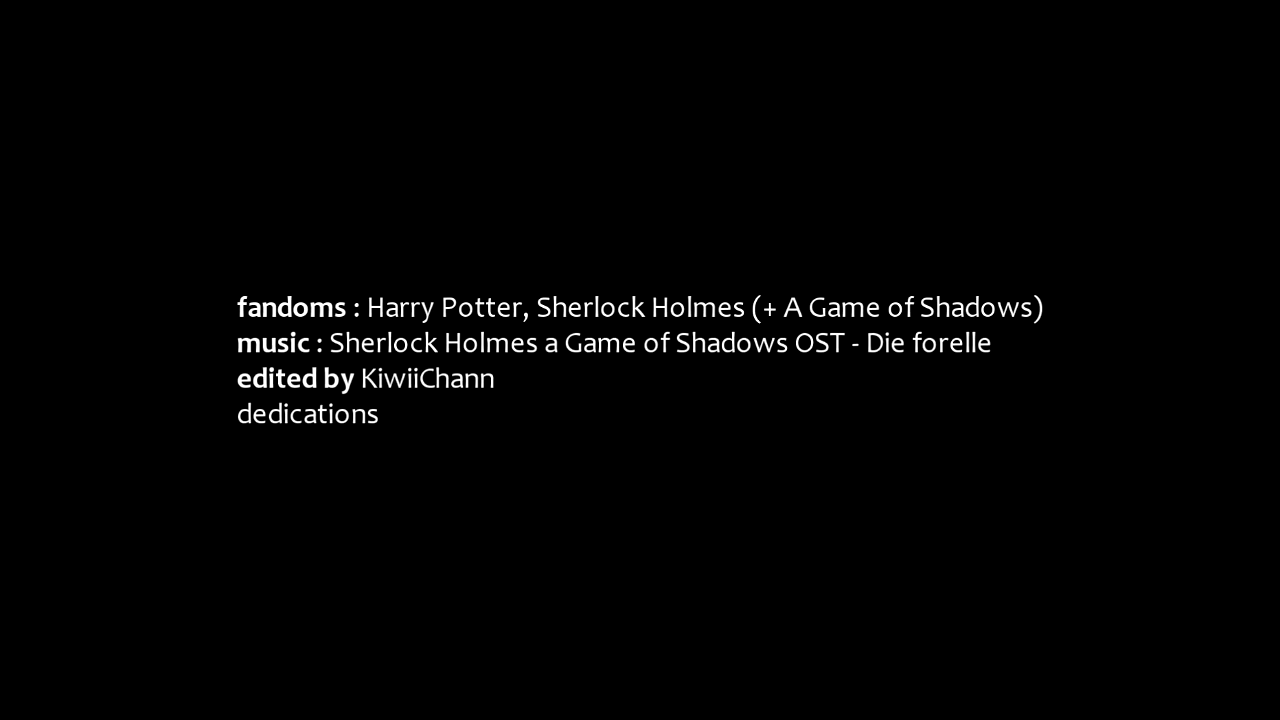 fandoms : Harry Potter, Sherlock Holmes (+ A Game of Shadows)
music : Sherlock Holmes a Game of Shadows OST - Die forelle
edited by KiwiiChann
dedications